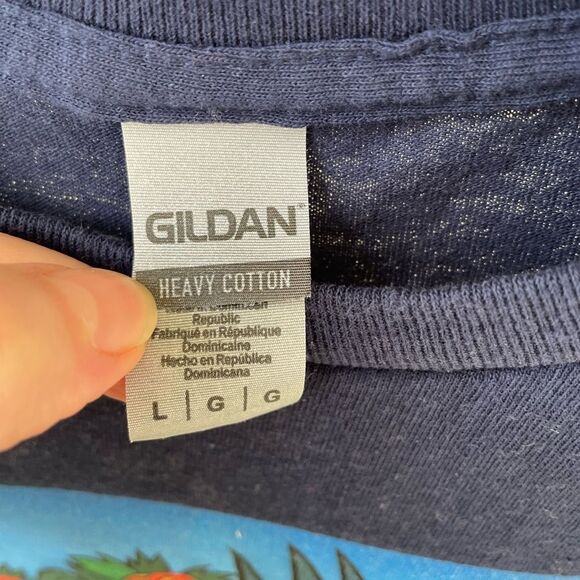 GILDAN
HEAVY COTTON
Republic
Fabriqué en République
Dominicaine
Hecho en República
Dominicana
L | G | G